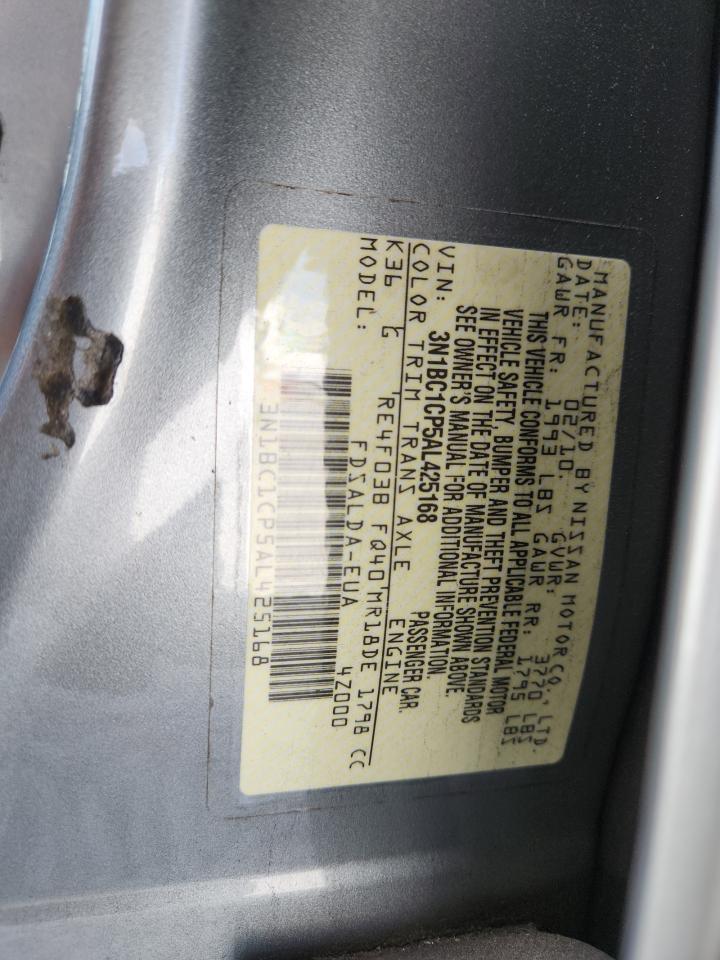 MANUFACTURED BY NISSAN MOTOR CO., LTD.
DATE: 02/10. GVWR: 3770 LBS
GAWR FR: 1993 LBS GAWR RR: 1795 LBS
THIS VEHICLE CONFORMS TO ALL APPLICABLE FEDERAL MOTOR
VEHICLE SAFETY, BUMPER AND THEFT PREVENTION STANDARDS
IN EFFECT ON THE DATE OF MANUFACTURE SHOWN ABOVE.
SEE OWNER'S MANUAL FOR ADDITIONAL INFORMATION.
VIN: 3N1BC1CP5AL425168 PASSENGER CAR.
COLOR TRIM TRANS AXLE ENGINE
K36 G RE4F03B FQ40 MR18DE 1798 CC
MODEL: FDSALDA-EUA 4Z000
3N1BC1CP5AL425168